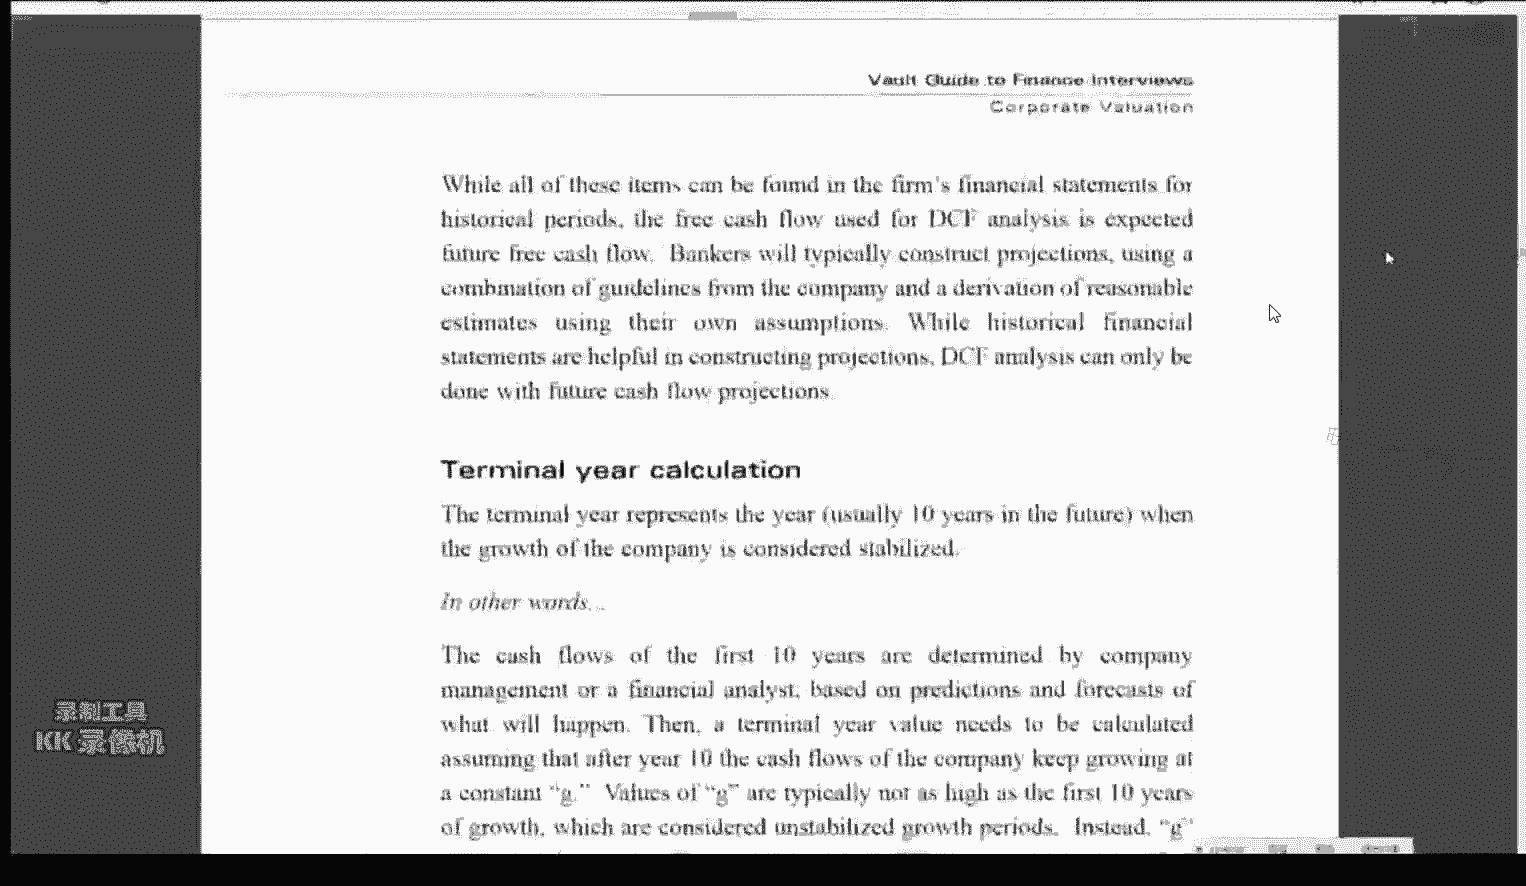 Vault Guide to Finance Interviews
Corporate Valuation
While all of these items can be found in the firm's financial statements for
historical periods, the free cash flow used for DCF analysis is expected
future free cash flow. Bankers will typically construct projections, using a
combination of guidelines from the company and a derivation of reasonable
estimates using their own assumptions. While historical financial
statements are helpful in constructing projections, DCF analysis can only be
done with future cash flow projections.
Terminal year calculation
The terminal year represents the year (usually 10 years in the future) when
the growth of the company is considered stabilized.
In other words...
The cash flows of the first 10 years are determined by company
management or a financial analyst, based on predictions and forecasts of
what will happen. Then, a terminal year value needs to be calculated
assuming that after year 10 the cash flows of the company keep growing at
a constant “g.” Values of “g” are typically not as high as the first 10 years
of growth, which are considered unstabilized growth periods. Instead, “g”
录制工具
KK 录像机